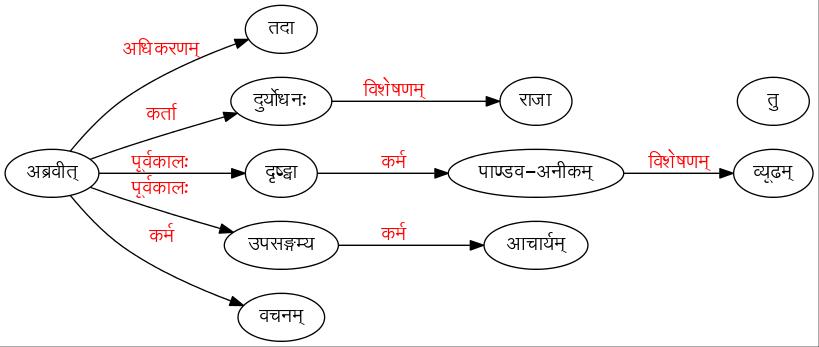 तदा
अधिकरणम्
कर्ता
दुर्योधनः
विशेषणम्
राजा
तु
अब्रवीत्
पूर्वकालः
दृष्ट्वा
कर्म
पाण्डव-अनीकम्
विशेषणम्
व्यूढम्
पूर्वकालः
उपसङ्गम्य
कर्म
आचार्यम्
कर्म
वचनम्